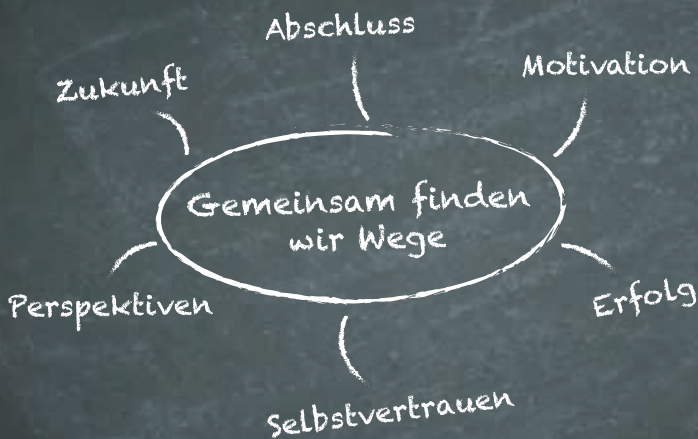 Abschluss
Motivation
Zukunft
Gemeinsam finden
wir Wege
Perspektiven
Erfolg
Selbstvertrauen